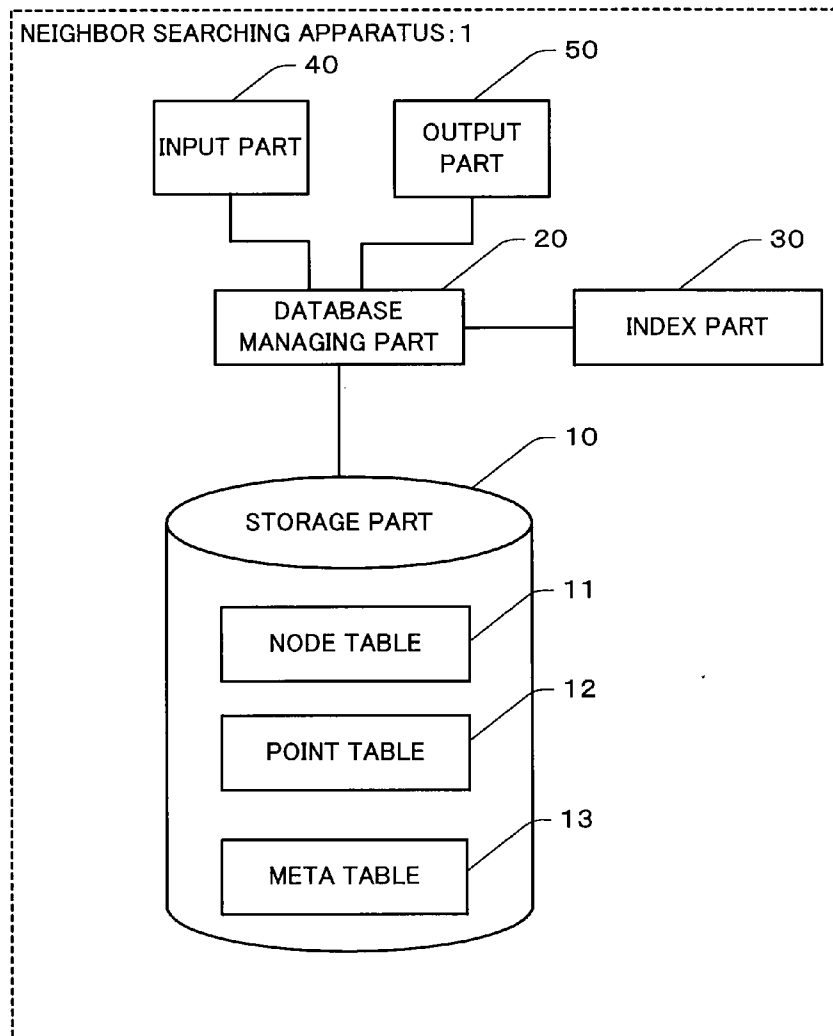 NEIGHBOR SEARCHING APPARATUS:1
40
50
INPUT PART
OUTPUT
PART
20
30
DATABASE
MANAGING PART
INDEX PART
10
STORAGE PART
11
NODE TABLE
12
POINT TABLE
13
META TABLE